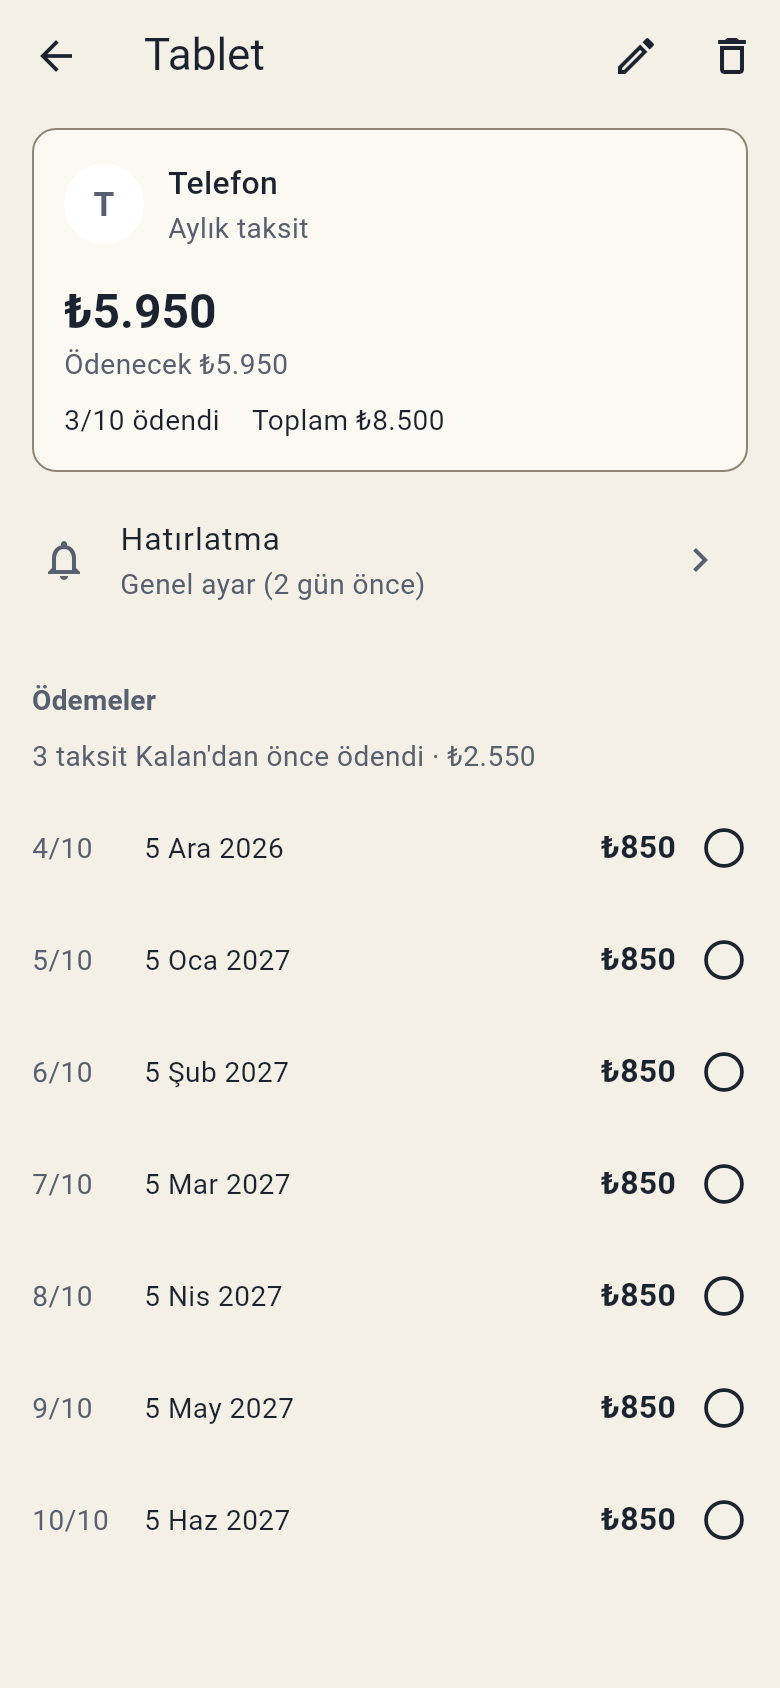 Tablet
T
Telefon
Aylık taksit
₺5.950
Ödenecek ₺5.950
3/10 ödendi Toplam ₺8.500
Hatırlatma
Genel ayar (2 gün önce)
Ödemeler
3 taksit Kalan'dan önce ödendi · ₺2.550
4/10 5 Ara 2026 ₺850
5/10 5 Oca 2027 ₺850
6/10 5 Şub 2027 ₺850
7/10 5 Mar 2027 ₺850
8/10 5 Nis 2027 ₺850
9/10 5 May 2027 ₺850
10/10 5 Haz 2027 ₺850